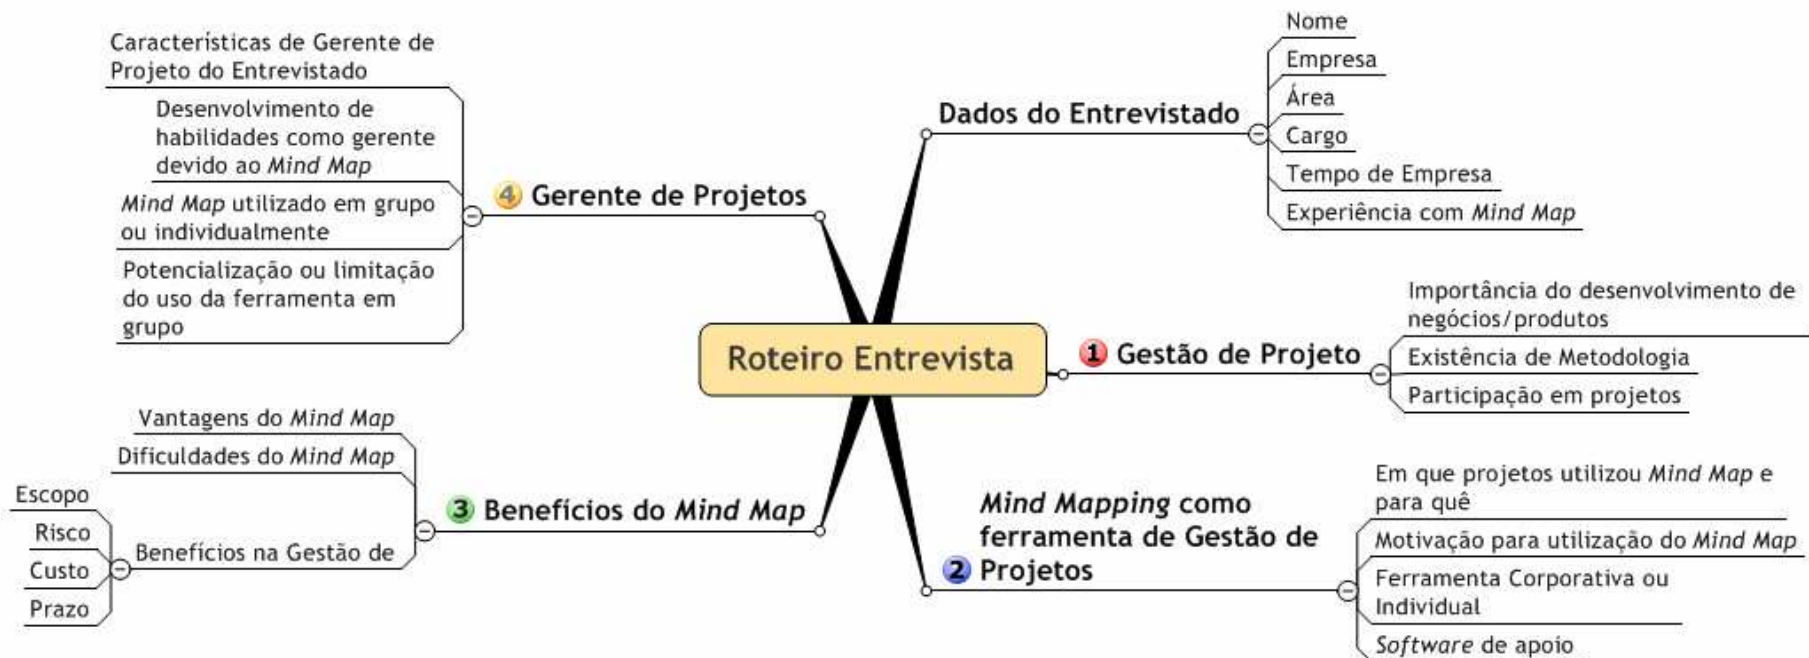 Roteiro Entrevista
Dados do Entrevistado
Nome
Empresa
Área
Cargo
Tempo de Empresa
Experiência com Mind Map
1 Gestão de Projeto
Importância do desenvolvimento de
negócios/produtos
Existência de Metodologia
Participação em projetos
Mind Mapping como
ferramenta de Gestão de
2 Projetos
Em que projetos utilizou Mind Map e
para quê
Motivação para utilização do Mind Map
Ferramenta Corporativa ou
Individual
Software de apoio
3 Benefícios do Mind Map
Vantagens do Mind Map
Dificuldades do Mind Map
Benefícios na Gestão de
Escopo
Risco
Custo
Prazo
4 Gerente de Projetos
Características de Gerente de
Projeto do Entrevistado
Desenvolvimento de
habilidades como gerente
devido ao Mind Map
Mind Map utilizado em grupo
ou individualmente
Potencialização ou limitação
do uso da ferramenta em
grupo